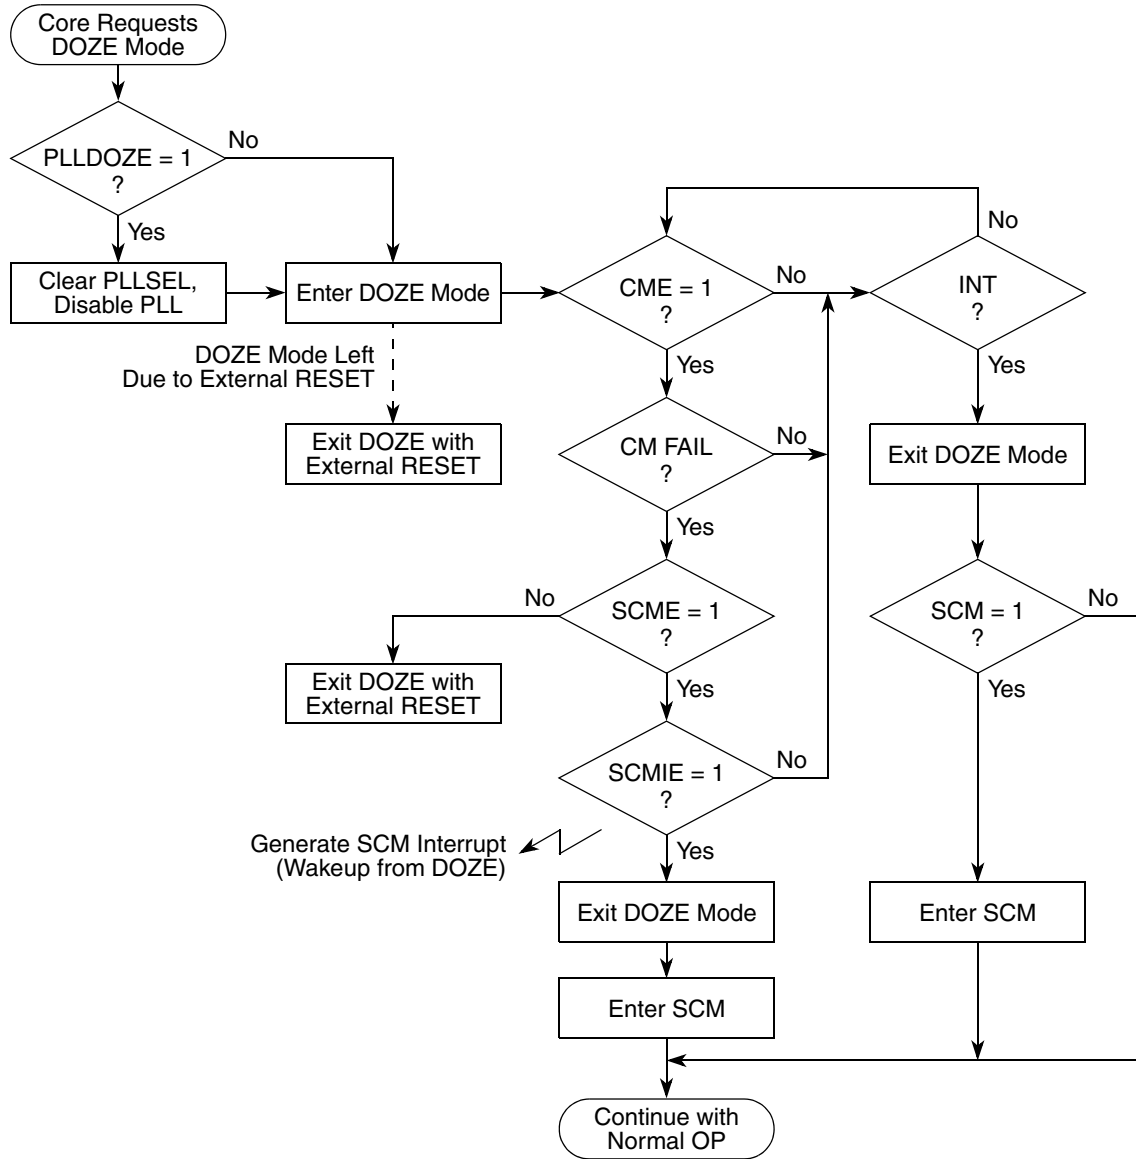 Core Requests
DOZE Mode
PLLDOZE = 1
?
No
Yes
Clear PLLSEL,
Disable PLL
Enter DOZE Mode
DOZE Mode Left
Due to External RESET
Exit DOZE with
External RESET
CME = 1
?
No
Yes
INT
?
No
Yes
CM FAIL
?
No
Yes
Exit DOZE Mode
SCME = 1
?
No
Yes
Exit DOZE with
External RESET
SCM = 1
?
No
Yes
SCMIE = 1
?
No
Yes
Generate SCM Interrupt
(Wakeup from DOZE)
Exit DOZE Mode
Enter SCM
Enter SCM
Continue with
Normal OP